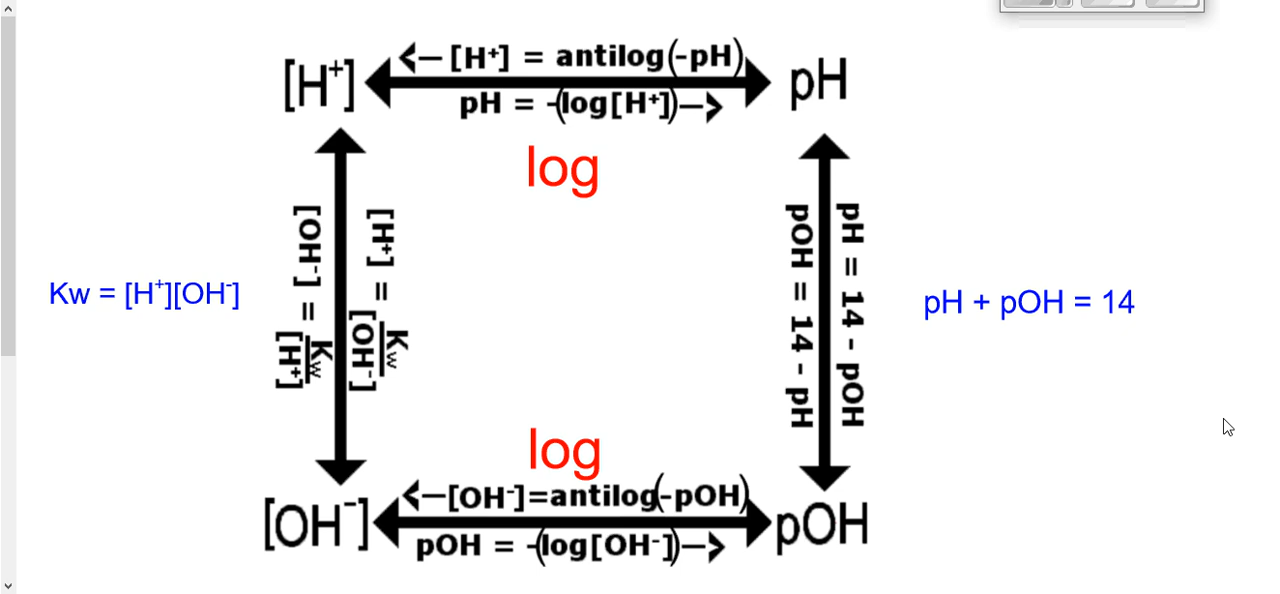 [H⁺]
<—[H⁺] = antilog(-pH)
pH = -(log[H⁺])—>
pH
log
[OH⁻] = Kw/[H⁺]
[H⁺] = Kw/[OH⁻]
Kw = [H⁺][OH⁻]
pOH = 14 - pH
pH = 14 - pOH
pH + pOH = 14
log
[OH⁻]
<—[OH⁻]=antilog(-pOH)
pOH = -(log[OH⁻])—>
pOH